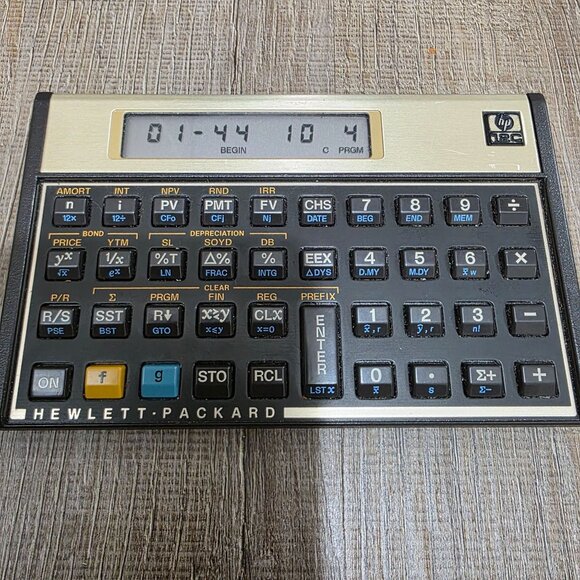 01-44 10 4
BEGIN C PRGM
hp
12C
AMORT INT NPV RND IRR
n i PV PMT FV CHS 7 8 9 ÷
12x 12÷ CFo CFj Nj DATE BEG END MEM
BOND DEPRECIATION
PRICE YTM SL SOYD DB
yˣ 1/x %T Δ% % EEX 4 5 6 ×
√x eˣ LN FRAC INTG ΔDYS D.MY M.DY x̄w
CLEAR
P/R Σ PRGM FIN REG PREFIX
R/S SST R↓ x≷y CLx ENTER 1 2 3 −
PSE BST GTO x≤y x=0 x̂,r ŷ,r n!
ON f g STO RCL 0 · Σ+ +
LSTx x̄ s Σ−
HEWLETT·PACKARD